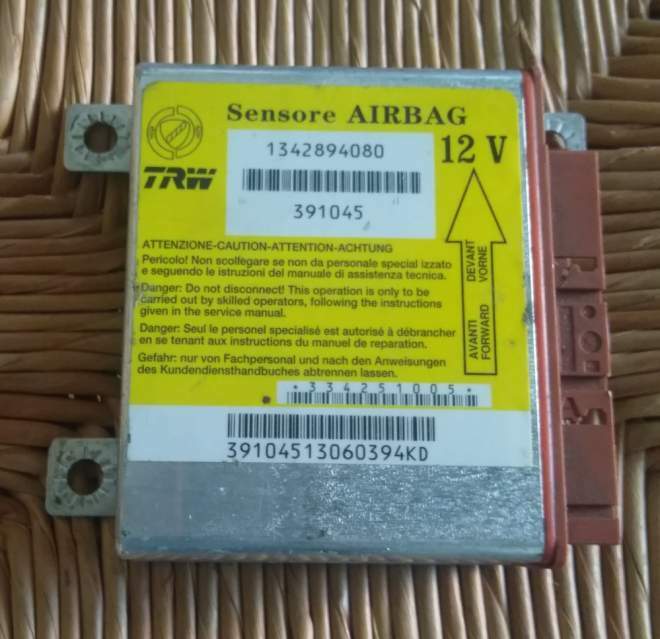 Sensore AIRBAG
1342894080
12 V
TRW
391045
ATTENZIONE-CAUTION-ATTENTION-ACHTUNG
Pericolo! Non scollegare se non da personale special izzato
e seguendo le istruzioni del manuale di assistenza tecnica.
Danger: Do not disconnect! This operation is only to be
carried out by skilled operators, following the instructions
given in the service manual.
Danger: Seul le personel specialisé est autorisé à débrancher
en se tenant aux instructions du manuel de reparation.
Gefahr: nur von Fachpersonal und nach den Anweisungen
des Kundendiensthandbuches abtrennen lassen.
AVANTI DEVANT
FORWARD VORNE
*334251005*
39104513060394KD